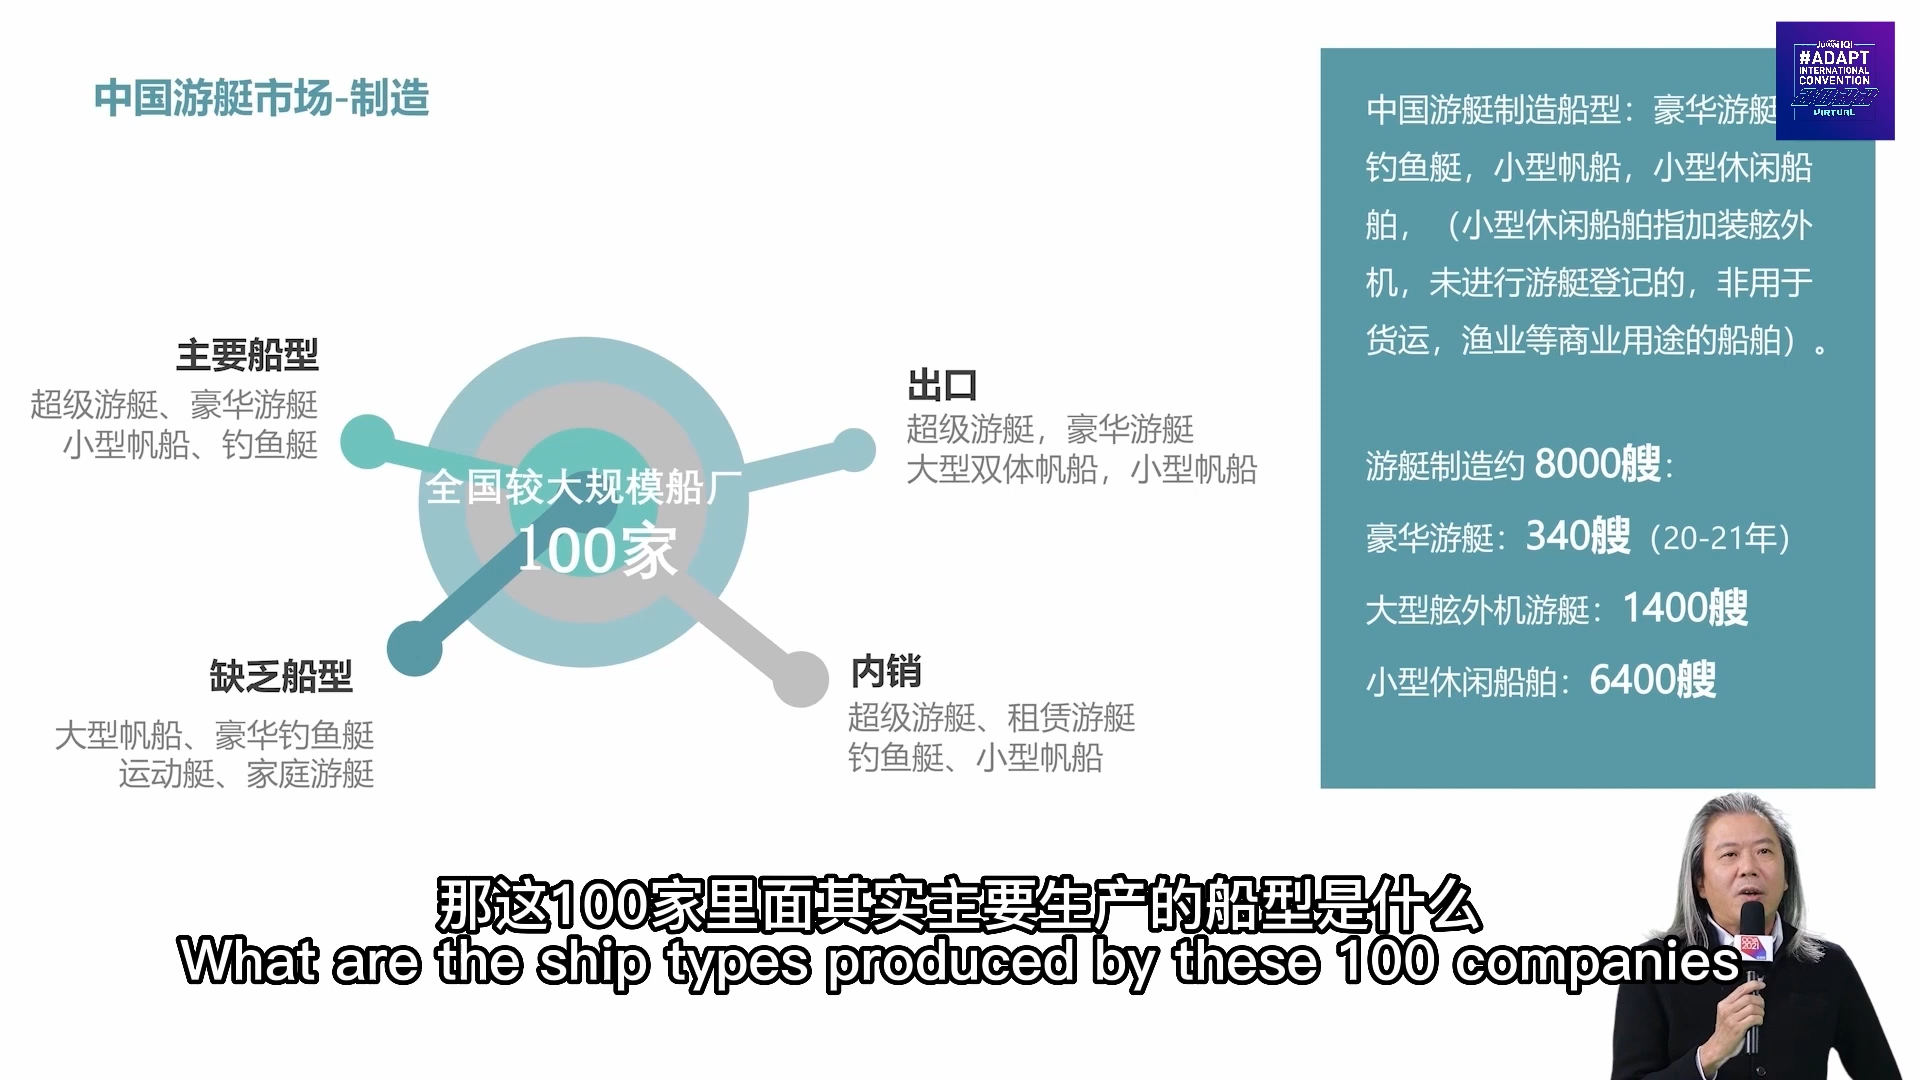 中国游艇市场-制造
#ADAPT
INTERNATIONAL
CONVENTION
VIRTUAL
中国游艇制造船型：豪华游艇
钓鱼艇，小型帆船，小型休闲船
舶，（小型休闲船舶指加装舷外
机，未进行游艇登记的，非用于
货运，渔业等商业用途的船舶）。
游艇制造约 8000艘：
豪华游艇：340艘（20-21年）
大型舷外机游艇：1400艘
小型休闲船舶：6400艘
主要船型
超级游艇、豪华游艇
小型帆船、钓鱼艇
出口
超级游艇，豪华游艇
大型双体帆船，小型帆船
全国较大规模船厂
100家
缺乏船型
大型帆船、豪华钓鱼艇
运动艇、家庭游艇
内销
超级游艇、租赁游艇
钓鱼艇、小型帆船
那这100家里面其实主要生产的船型是什么
What are the ship types produced by these 100 companies
2021